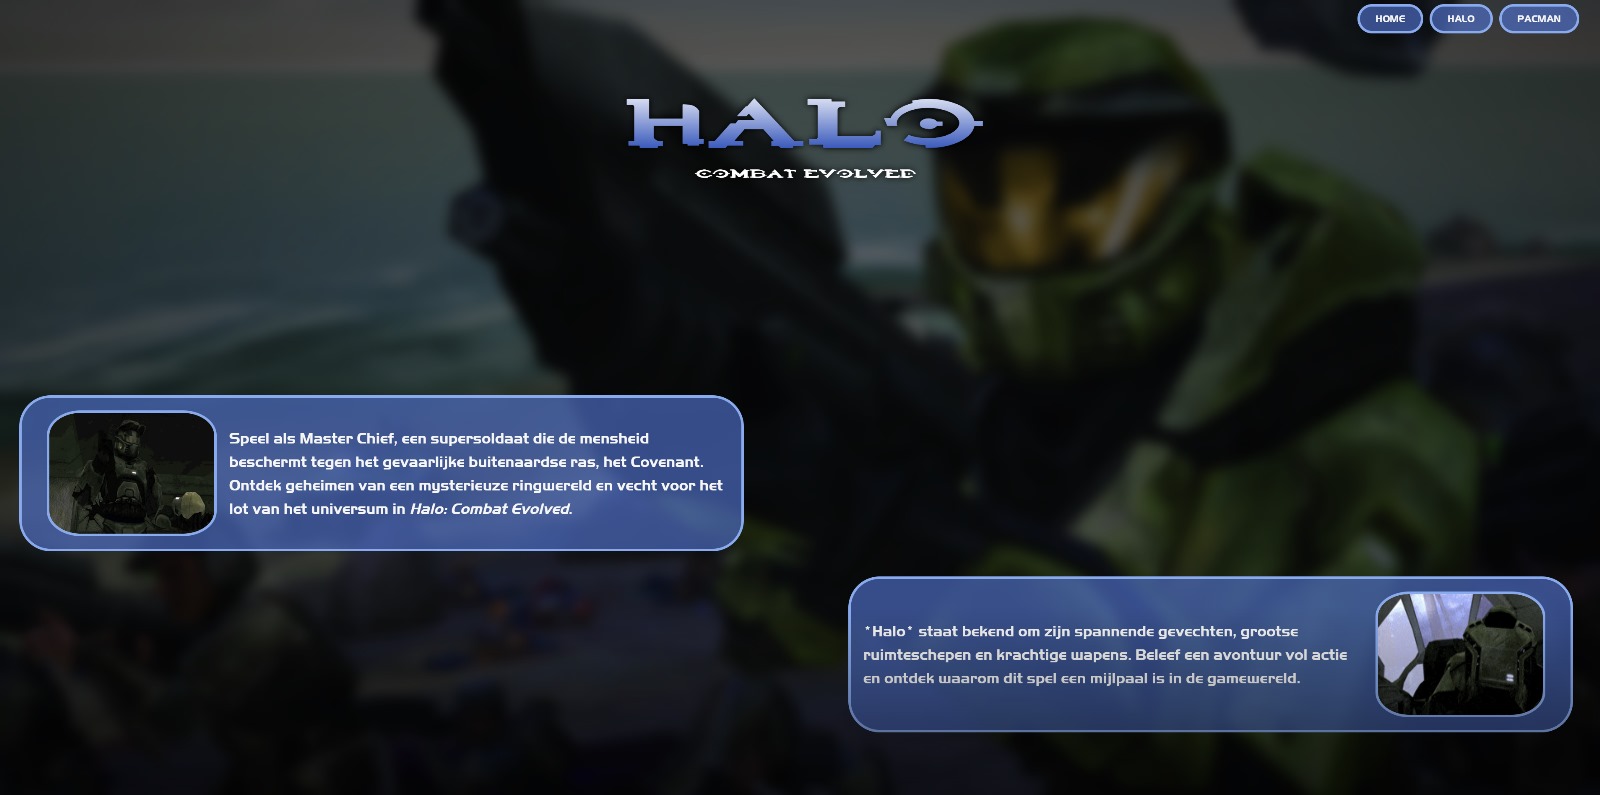 HOME
HALO
PACMAN
HALO
COMBAT EVOLVED
Speel als Master Chief, een supersoldaat die de mensheid
beschermt tegen het gevaarlijke buitenaardse ras, het Covenant.
Ontdek geheimen van een mysterieuze ringwereld en vecht voor het
lot van het universum in Halo: Combat Evolved.
*Halo* staat bekend om zijn spannende gevechten, grootse
ruimteschepen en krachtige wapens. Beleef een avontuur vol actie
en ontdek waarom dit spel een mijlpaal is in de gamewereld.